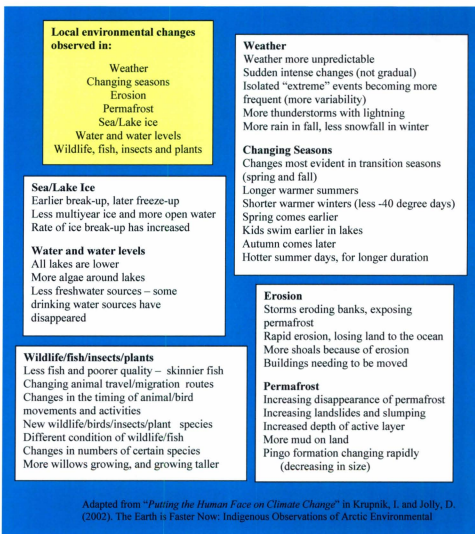 Local environmental changes
observed in:
Weather
Changing seasons
Erosion
Permafrost
Sea/Lake ice
Water and water levels
Wildlife, fish, insects and plants
Weather
Weather more unpredictable
Sudden intense changes (not gradual)
Isolated "extreme" events becoming more
frequent (more variability)
More thunderstorms with lightning
More rain in fall, less snowfall in winter
Changing Seasons
Changes most evident in transition seasons
(spring and fall)
Longer warmer summers
Shorter warmer winters (less -40 degree days)
Spring comes earlier
Kids swim earlier in lakes
Autumn comes later
Hotter summer days, for longer duration
Sea/Lake Ice
Earlier break-up, later freeze-up
Less multiyear ice and more open water
Rate of ice break-up has increased
Water and water levels
All lakes are lower
More algae around lakes
Less freshwater sources – some
drinking water sources have
disappeared
Erosion
Storms eroding banks, exposing
permafrost
Rapid erosion, losing land to the ocean
More shoals because of erosion
Buildings needing to be moved
Permafrost
Increasing disappearance of permafrost
Increasing landslides and slumping
Increased depth of active layer
More mud on land
Pingo formation changing rapidly
(decreasing in size)
Wildlife/fish/insects/plants
Less fish and poorer quality – skinnier fish
Changing animal travel/migration routes
Changes in the timing of animal/bird
movements and activities
New wildlife/birds/insects/plant species
Different condition of wildlife/fish
Changes in numbers of certain species
More willows growing, and growing taller
Adapted from "Putting the Human Face on Climate Change" in Krupnik, I. and Jolly, D.
(2002). The Earth is Faster Now: Indigenous Observations of Arctic Environmental